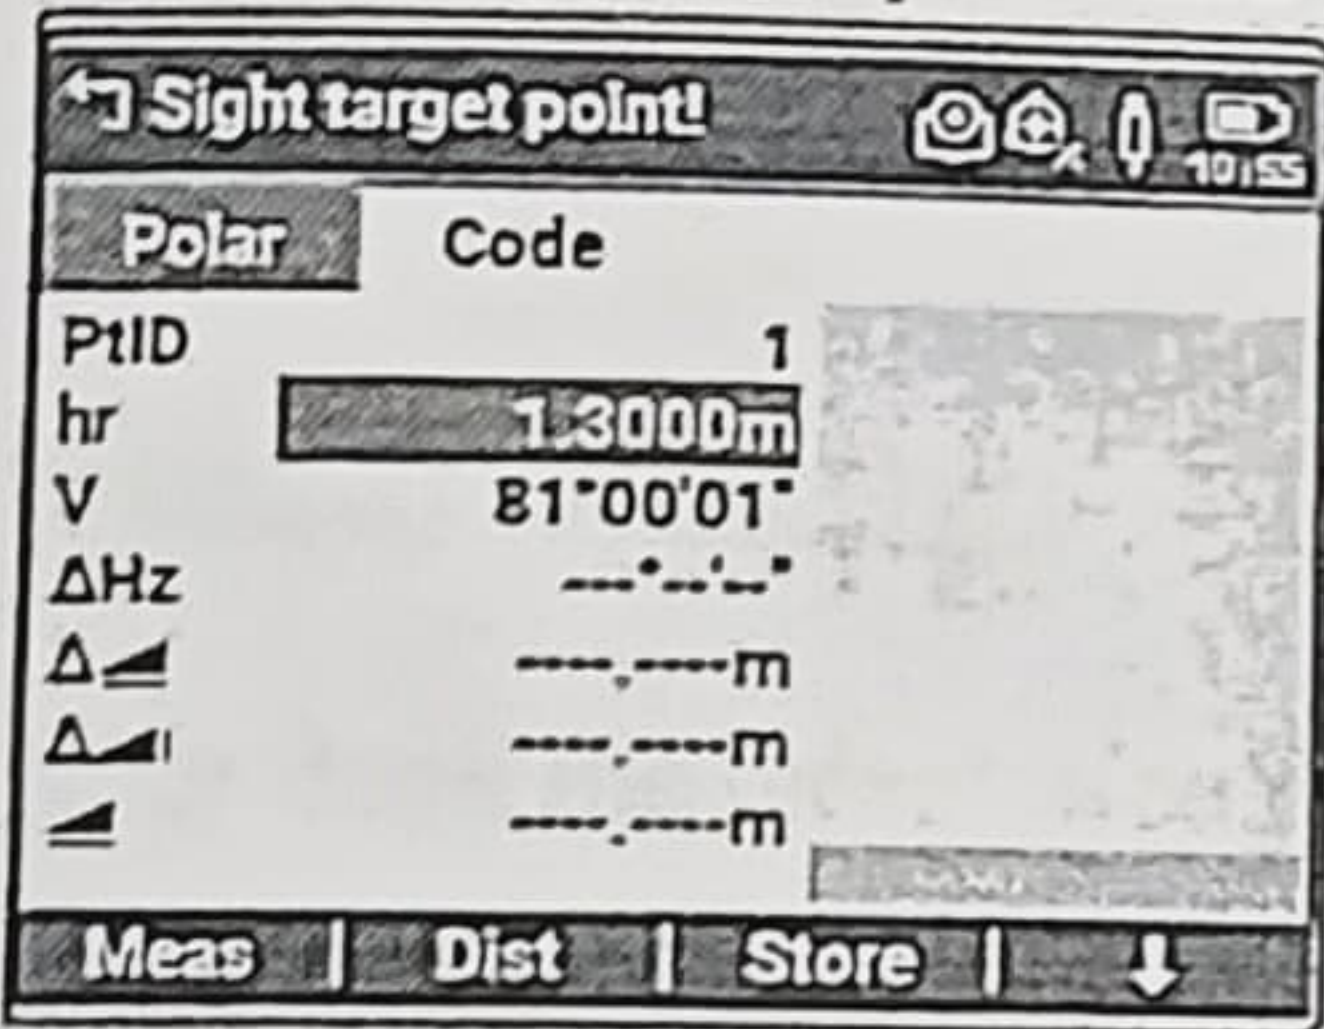 Sight target point!
10:55
Polar Code
PtID 1
hr 1.3000m
V 81°00'01"
ΔHz ---°--'--"
Δ ----.----m
Δ ----.----m
----.----m
Meas | Dist | Store | ↓